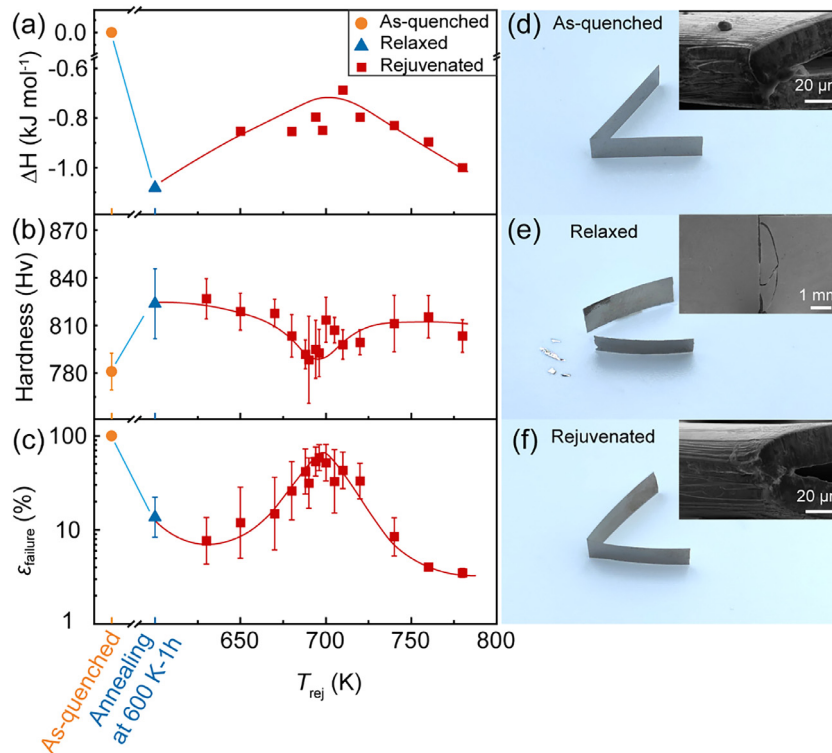 (a)
As-quenched
Relaxed
Rejuvenated
ΔH (kJ mol⁻¹)
0.0
-0.6
-0.8
-1.0
(b)
Hardness (Hv)
870
840
810
780
(c)
εfailure (%)
100
10
1
650
700
750
800
As-quenched
Annealing
at 600 K-1h
Trej (K)
(d)
As-quenched
20 μm
(e)
Relaxed
1 mm
(f)
Rejuvenated
20 μm